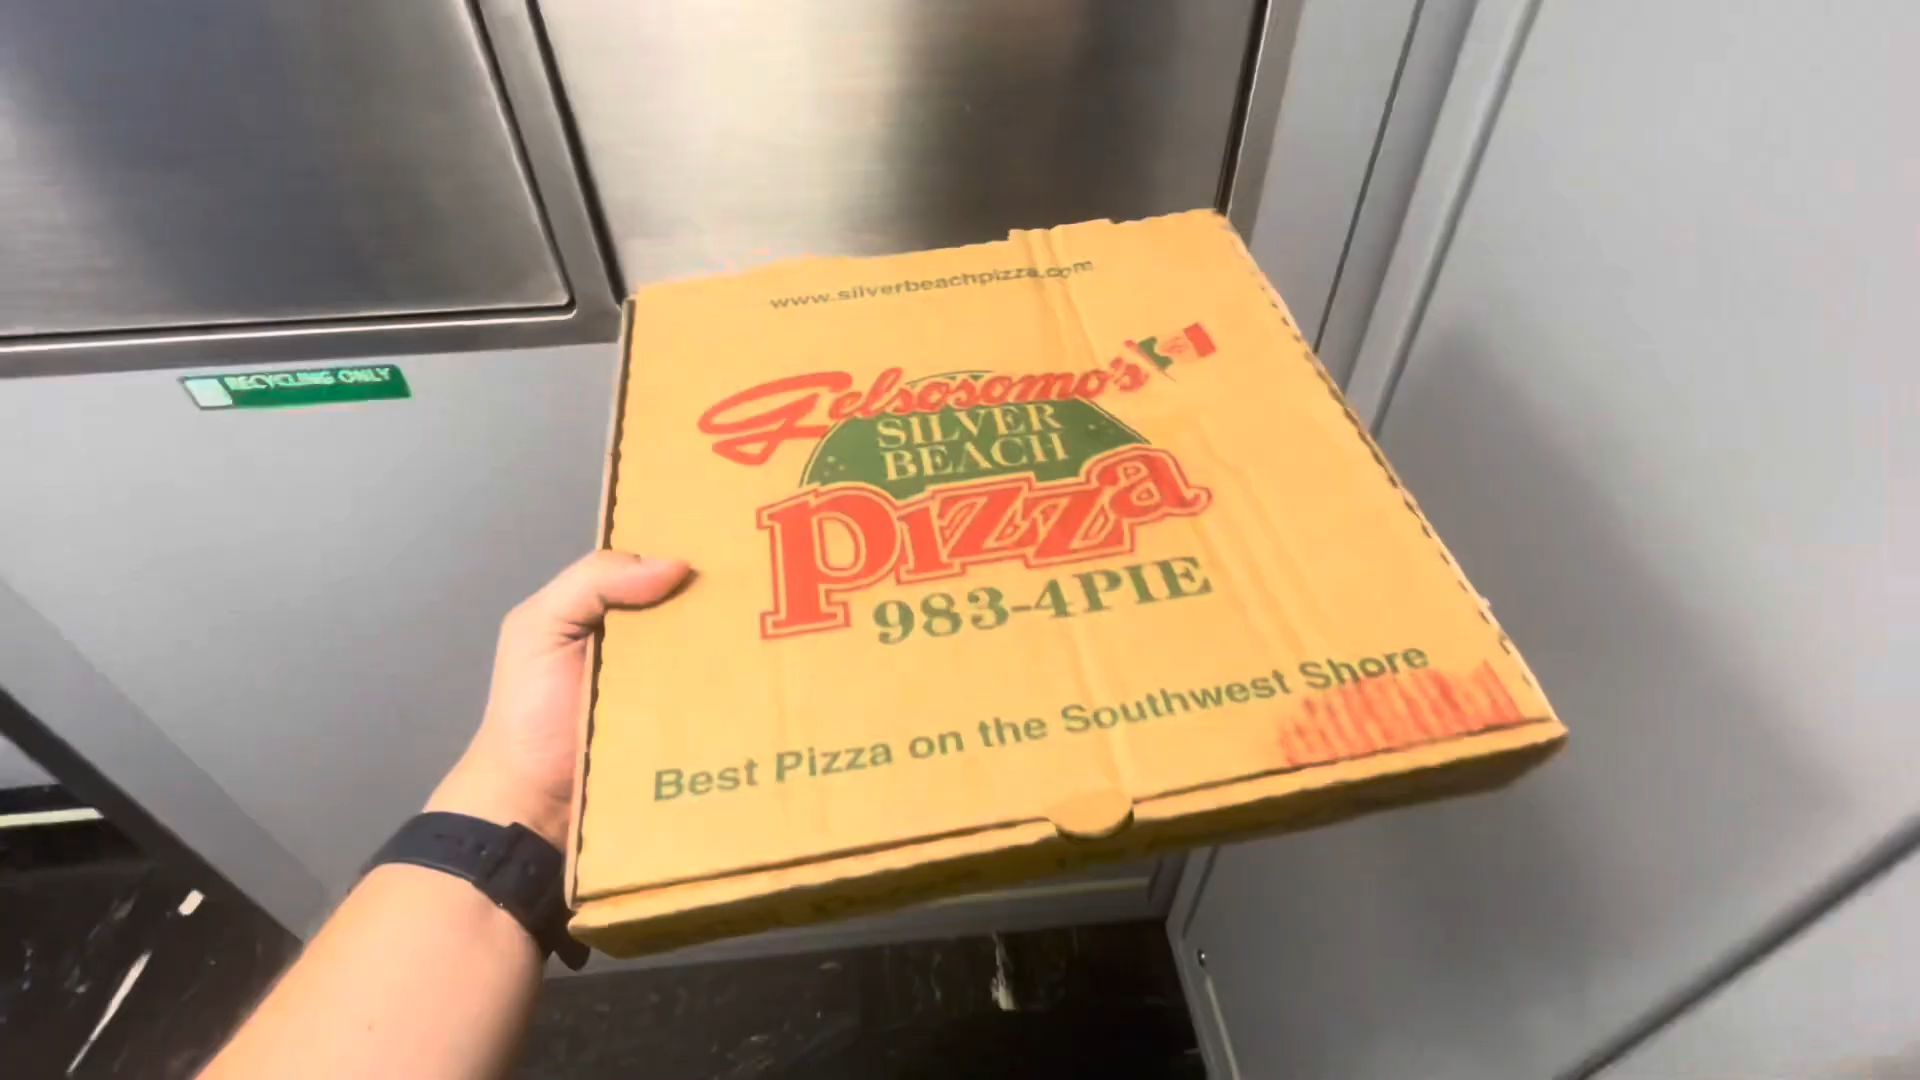 www.silverbeachpizza.com
Gelsosomo's
SILVER
BEACH
Pizza
983-4PIE
Best Pizza on the Southwest Shore
RECYCLING ONLY